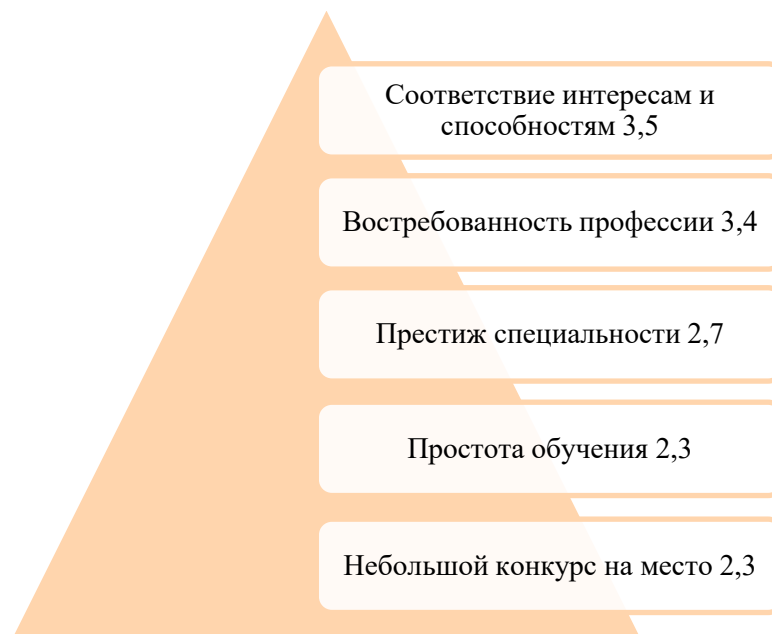 Соответствие интересам и
способностям 3,5
Востребованность профессии 3,4
Престиж специальности 2,7
Простота обучения 2,3
Небольшой конкурс на место 2,3